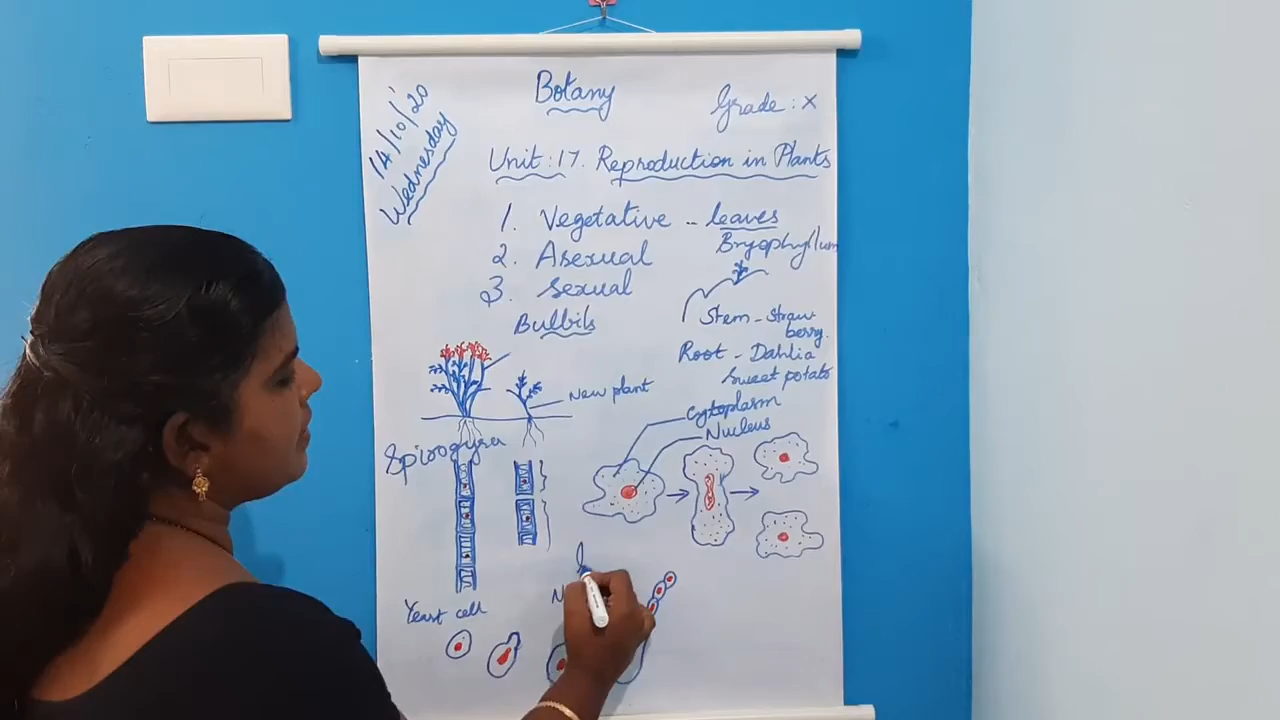 14/10/'20
Wednesday
Botany
Grade : X
Unit : 17. Reproduction in Plants
1. Vegetative - leaves
Bryophyllum
2. Asexual
3. Sexual
Bulbils
Stem - straw
berry.
Root - Dahlia
Sweet potato
New plant
Cytoplasm
Nucleus
Spirogyra
Yeast cell